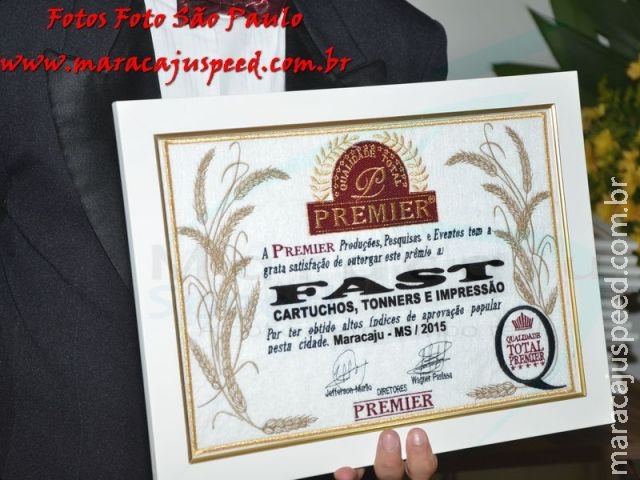 Fotos Foto São Paulo
www.maracajuspeed.com.br
QUALIDADE TOTAL
P
PREMIER®
A PREMIER Produções, Pesquisas e Eventos tem a
grata satisfação de outorgar este prêmio a:
FAST
CARTUCHOS, TONNERS E IMPRESSÃO
Por ter obtido altos índices de aprovação popular
nesta cidade. Maracaju - MS / 2015
Jefferson Murilo
DIRETORES
PREMIER
QUALIDADE
TOTAL
PREMIER
maracajuspeed.com.br